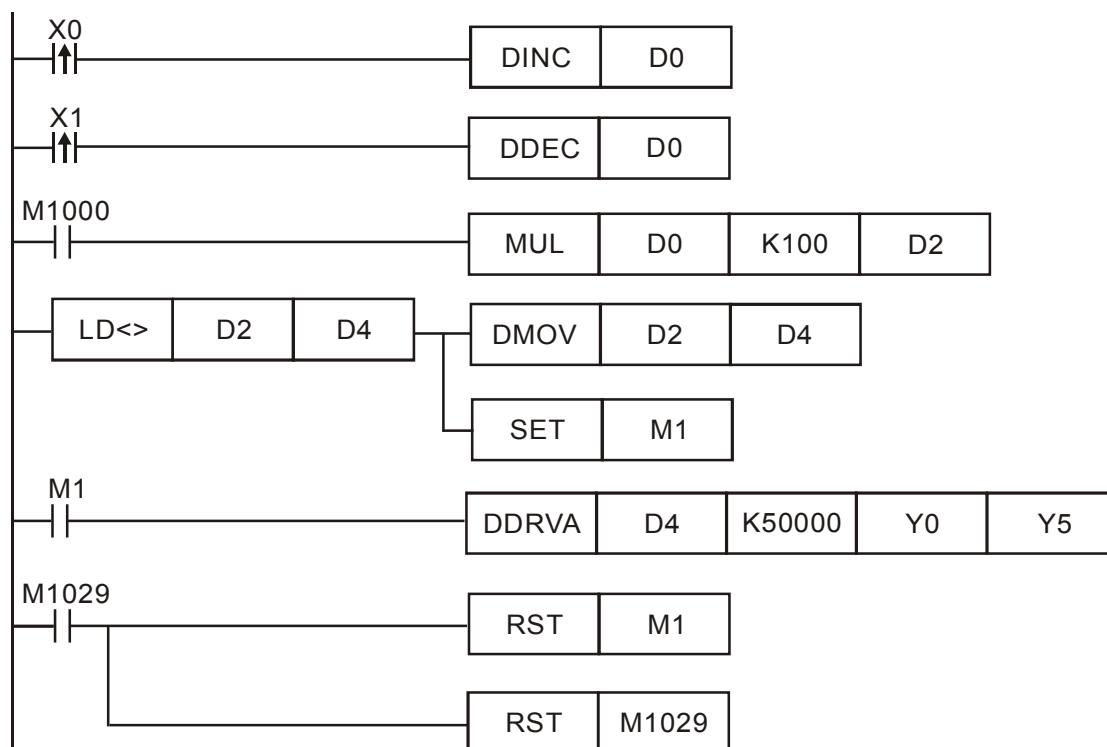 X0
DINC D0
X1
DDEC D0
M1000
MUL D0 K100 D2
LD<> D2 D4 DMOV D2 D4
SET M1
M1
DDRVA D4 K50000 Y0 Y5
M1029
RST M1
RST M1029